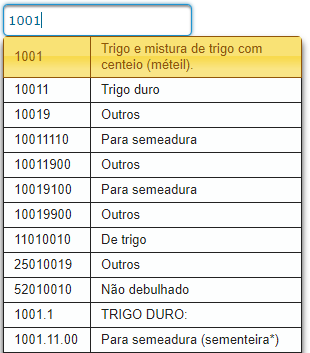 1001
1001 Trigo e mistura de trigo com
centeio (méteil).
10011 Trigo duro
10019 Outros
10011110 Para semeadura
10011900 Outros
10019100 Para semeadura
10019900 Outros
11010010 De trigo
25010019 Outros
52010010 Não debulhado
1001.1 TRIGO DURO:
1001.11.00 Para semeadura (sementeira*)